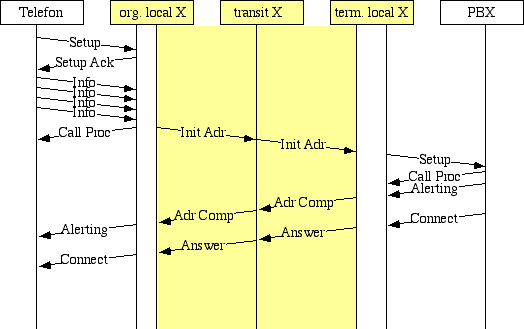 Telefon org. local X transit X term. local X PBX
Setup
Setup Ack
Info
Info
Info
Info
Call Proc Init Adr
Init Adr
Setup
Call Proc
Alerting
Adr Comp
Adr Comp
Connect
Alerting
Answer
Answer
Connect